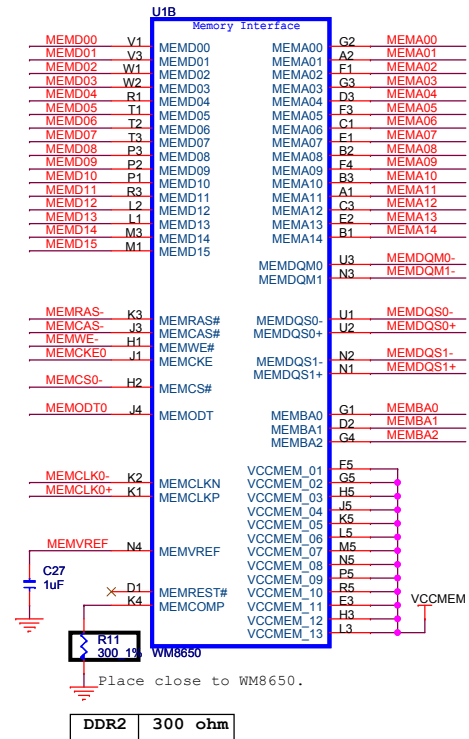 U1B
Memory Interface
MEMD00 V1 MEMD00 MEMA00 G2 MEMA00
MEMD01 V3 MEMD01 MEMA01 A2 MEMA01
MEMD02 W1 MEMD02 MEMA02 F1 MEMA02
MEMD03 W2 MEMD03 MEMA03 G3 MEMA03
MEMD04 R1 MEMD04 MEMA04 D3 MEMA04
MEMD05 T1 MEMD05 MEMA05 F3 MEMA05
MEMD06 T2 MEMD06 MEMA06 C1 MEMA06
MEMD07 T3 MEMD07 MEMA07 E1 MEMA07
MEMD08 P3 MEMD08 MEMA08 B2 MEMA08
MEMD09 P2 MEMD09 MEMA09 F4 MEMA09
MEMD10 P1 MEMD10 MEMA10 B3 MEMA10
MEMD11 R3 MEMD11 MEMA11 A1 MEMA11
MEMD12 L2 MEMD12 MEMA12 C3 MEMA12
MEMD13 L1 MEMD13 MEMA13 E2 MEMA13
MEMD14 M3 MEMD14 MEMA14 B1 MEMA14
MEMD15 M1 MEMD15
MEMDQM0 U3 MEMDQM0-
MEMDQM1 N3 MEMDQM1-
MEMRAS- K3 MEMRAS# MEMDQS0- U1 MEMDQS0-
MEMCAS- J3 MEMCAS# MEMDQS0+ U2 MEMDQS0+
MEMWE- H1 MEMWE#
MEMCKE0 J1 MEMCKE MEMDQS1- N2 MEMDQS1-
MEMDQS1+ N1 MEMDQS1+
MEMCS0- H2 MEMCS#
MEMODT0 J4 MEMODT MEMBA0 G1 MEMBA0
MEMBA1 D2 MEMBA1
MEMBA2 G4 MEMBA2
VCCMEM_01 F5
MEMCLK0- K2 MEMCLKN VCCMEM_02 G5
MEMCLK0+ K1 MEMCLKP VCCMEM_03 H5
VCCMEM_04 J5
VCCMEM_05 K5
VCCMEM_06 L5
MEMVREF N4 MEMVREF VCCMEM_07 M5
VCCMEM_08 N5
C27 VCCMEM_09 P5
1uF D1 MEMREST# VCCMEM_10 R5
K4 MEMCOMP VCCMEM_11 E3 VCCMEM
VCCMEM_12 H3
VCCMEM_13 L3
R11
300 1% WM8650
Place close to WM8650.
DDR2 300 ohm